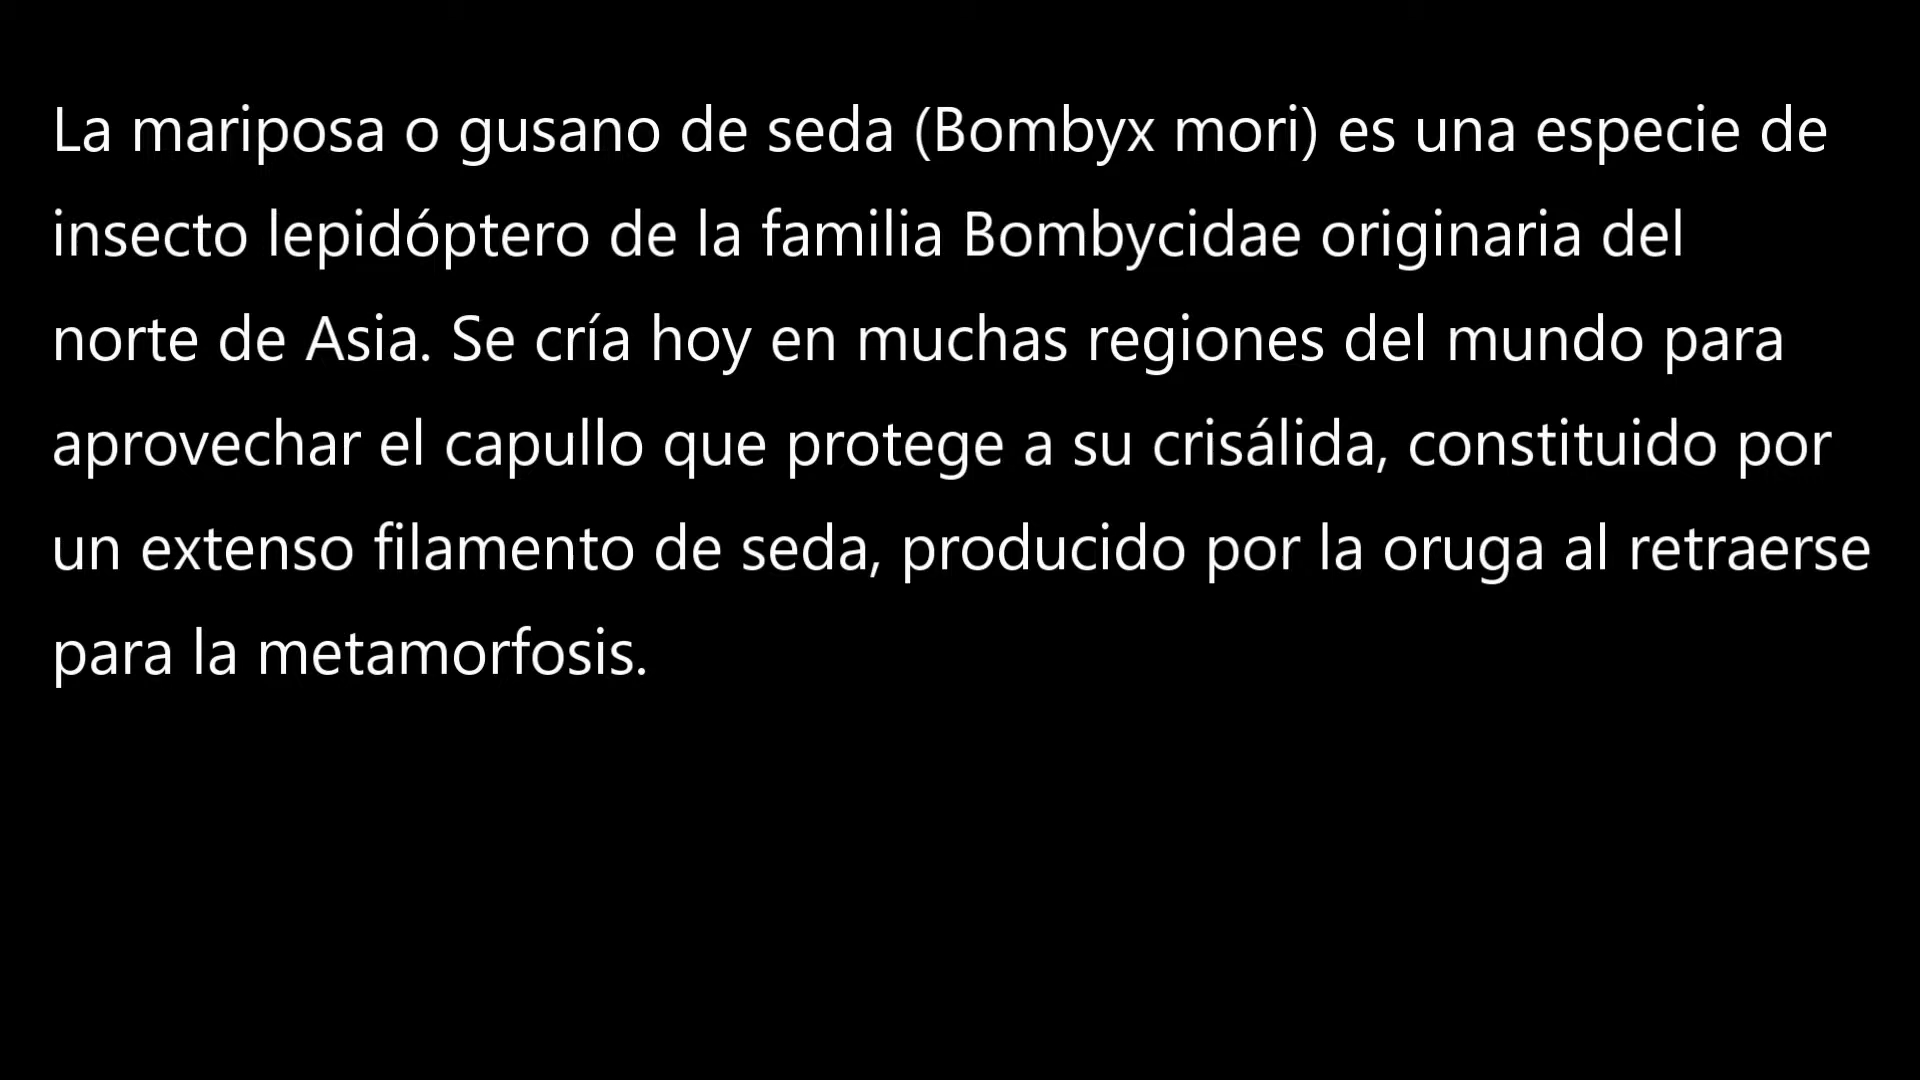 La mariposa o gusano de seda (Bombyx mori) es una especie de
insecto lepidóptero de la familia Bombycidae originaria del
norte de Asia. Se cría hoy en muchas regiones del mundo para
aprovechar el capullo que protege a su crisálida, constituido por
un extenso filamento de seda, producido por la oruga al retraerse
para la metamorfosis.